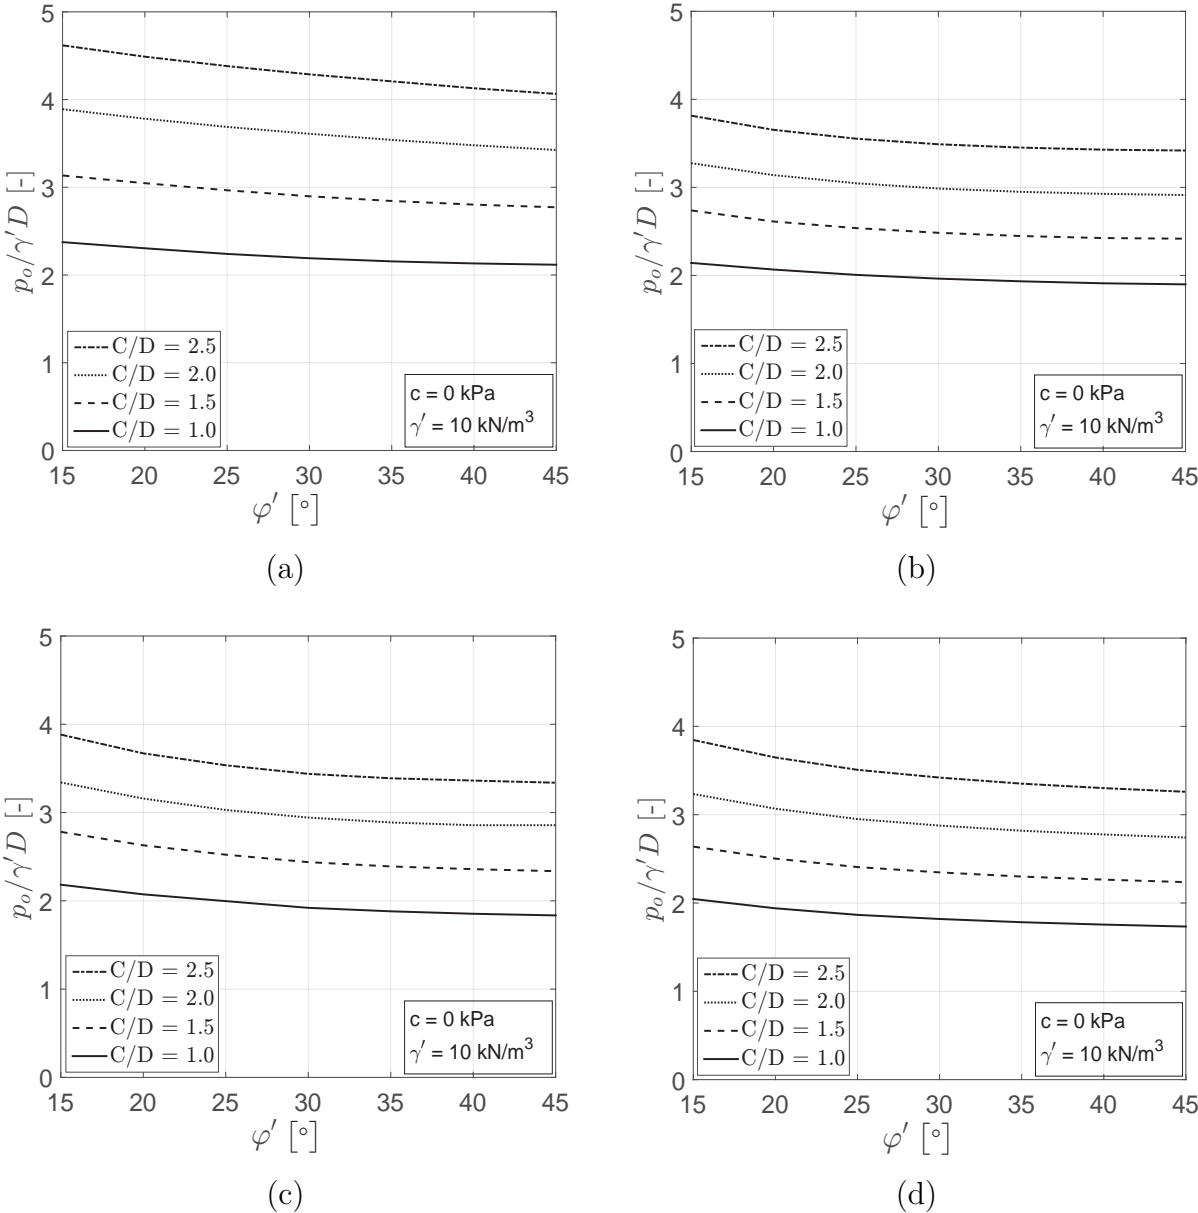 5
4
3
2
1
0
p_o/γ′D [-]
C/D = 2.5
C/D = 2.0
C/D = 1.5
C/D = 1.0
c = 0 kPa
γ′ = 10 kN/m³
15 20 25 30 35 40 45
φ′ [°]
(a)
5
4
3
2
1
0
p_o/γ′D [-]
C/D = 2.5
C/D = 2.0
C/D = 1.5
C/D = 1.0
c = 0 kPa
γ′ = 10 kN/m³
15 20 25 30 35 40 45
φ′ [°]
(b)
5
4
3
2
1
0
p_o/γ′D [-]
C/D = 2.5
C/D = 2.0
C/D = 1.5
C/D = 1.0
c = 0 kPa
γ′ = 10 kN/m³
15 20 25 30 35 40 45
φ′ [°]
(c)
5
4
3
2
1
0
p_o/γ′D [-]
C/D = 2.5
C/D = 2.0
C/D = 1.5
C/D = 1.0
c = 0 kPa
γ′ = 10 kN/m³
15 20 25 30 35 40 45
φ′ [°]
(d)